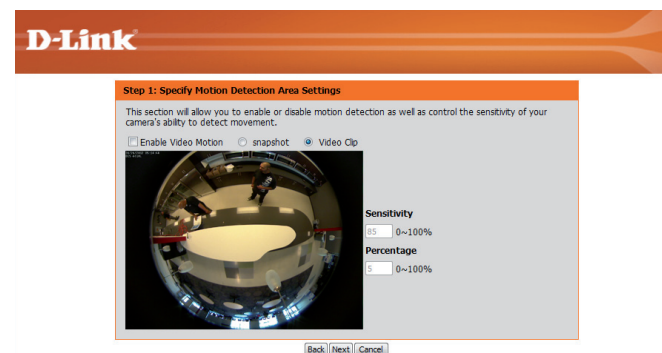 D-Link
Step 1: Specify Motion Detection Area Settings
This section will allow you to enable or disable motion detection as well as control the sensitivity of your
camera's ability to detect movement.
Enable Video Motion snapshot Video Clip
Sensitivity
85 0~100%
Percentage
5 0~100%
Back Next Cancel